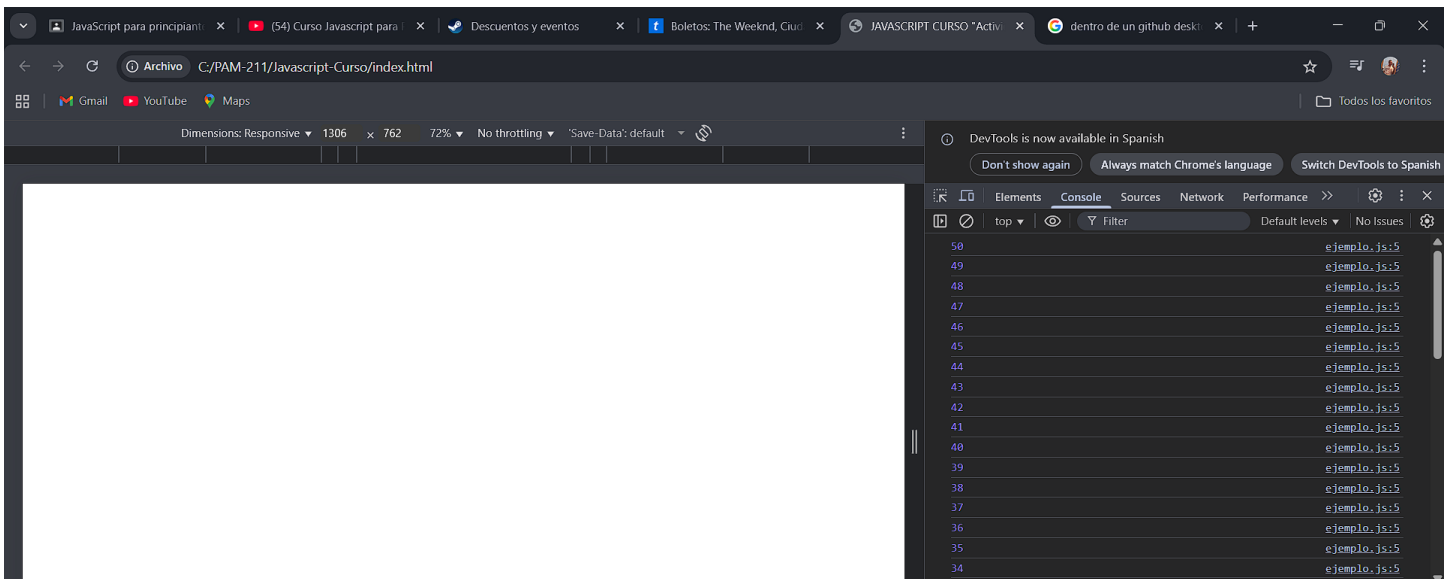 JavaScript para principiant
(54) Curso Javascript para
Descuentos y eventos
t
Boletos: The Weeknd, Ciud
JAVASCRIPT CURSO "Activi
dentro de un github deskt
Archivo
C:/PAM-211/Javascript-Curso/index.html
Gmail
YouTube
Maps
Todos los favoritos
Dimensions: Responsive ▼ 1306 x 762 72% ▼ No throttling ▼ 'Save-Data': default
DevTools is now available in Spanish
Don't show again
Always match Chrome's language
Switch DevTools to Spanish
Elements Console Sources Network Performance
top ▼
Filter
Default levels ▼
No Issues
50 ejemplo.js:5
49 ejemplo.js:5
48 ejemplo.js:5
47 ejemplo.js:5
46 ejemplo.js:5
45 ejemplo.js:5
44 ejemplo.js:5
43 ejemplo.js:5
42 ejemplo.js:5
41 ejemplo.js:5
40 ejemplo.js:5
39 ejemplo.js:5
38 ejemplo.js:5
37 ejemplo.js:5
36 ejemplo.js:5
35 ejemplo.js:5
34 ejemplo.js:5